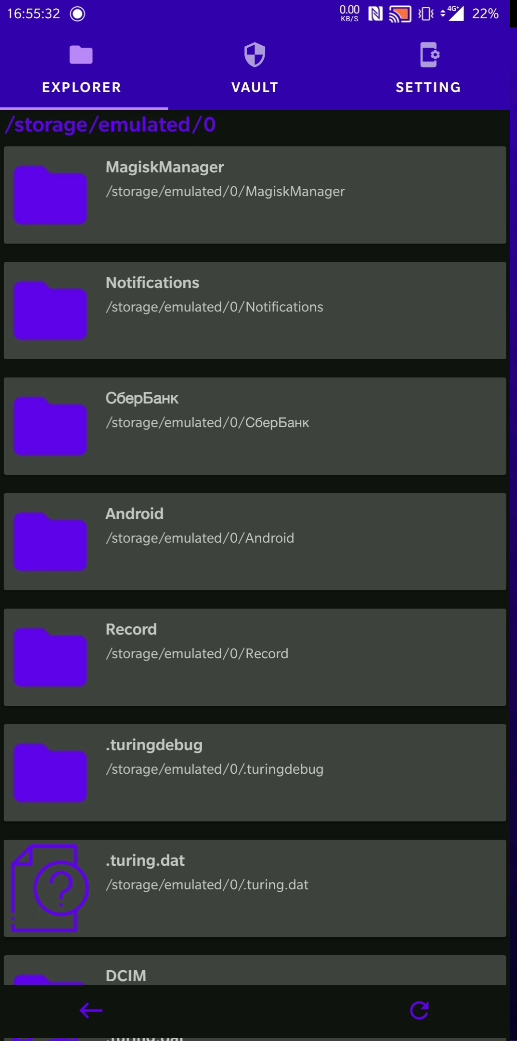 16:55:32
0.00
KB/S
4G+
22%
EXPLORER
VAULT
SETTING
/storage/emulated/0
MagiskManager
/storage/emulated/0/MagiskManager
Notifications
/storage/emulated/0/Notifications
СберБанк
/storage/emulated/0/СберБанк
Android
/storage/emulated/0/Android
Record
/storage/emulated/0/Record
.turingdebug
/storage/emulated/0/.turingdebug
?
.turing.dat
/storage/emulated/0/.turing.dat
DCIM